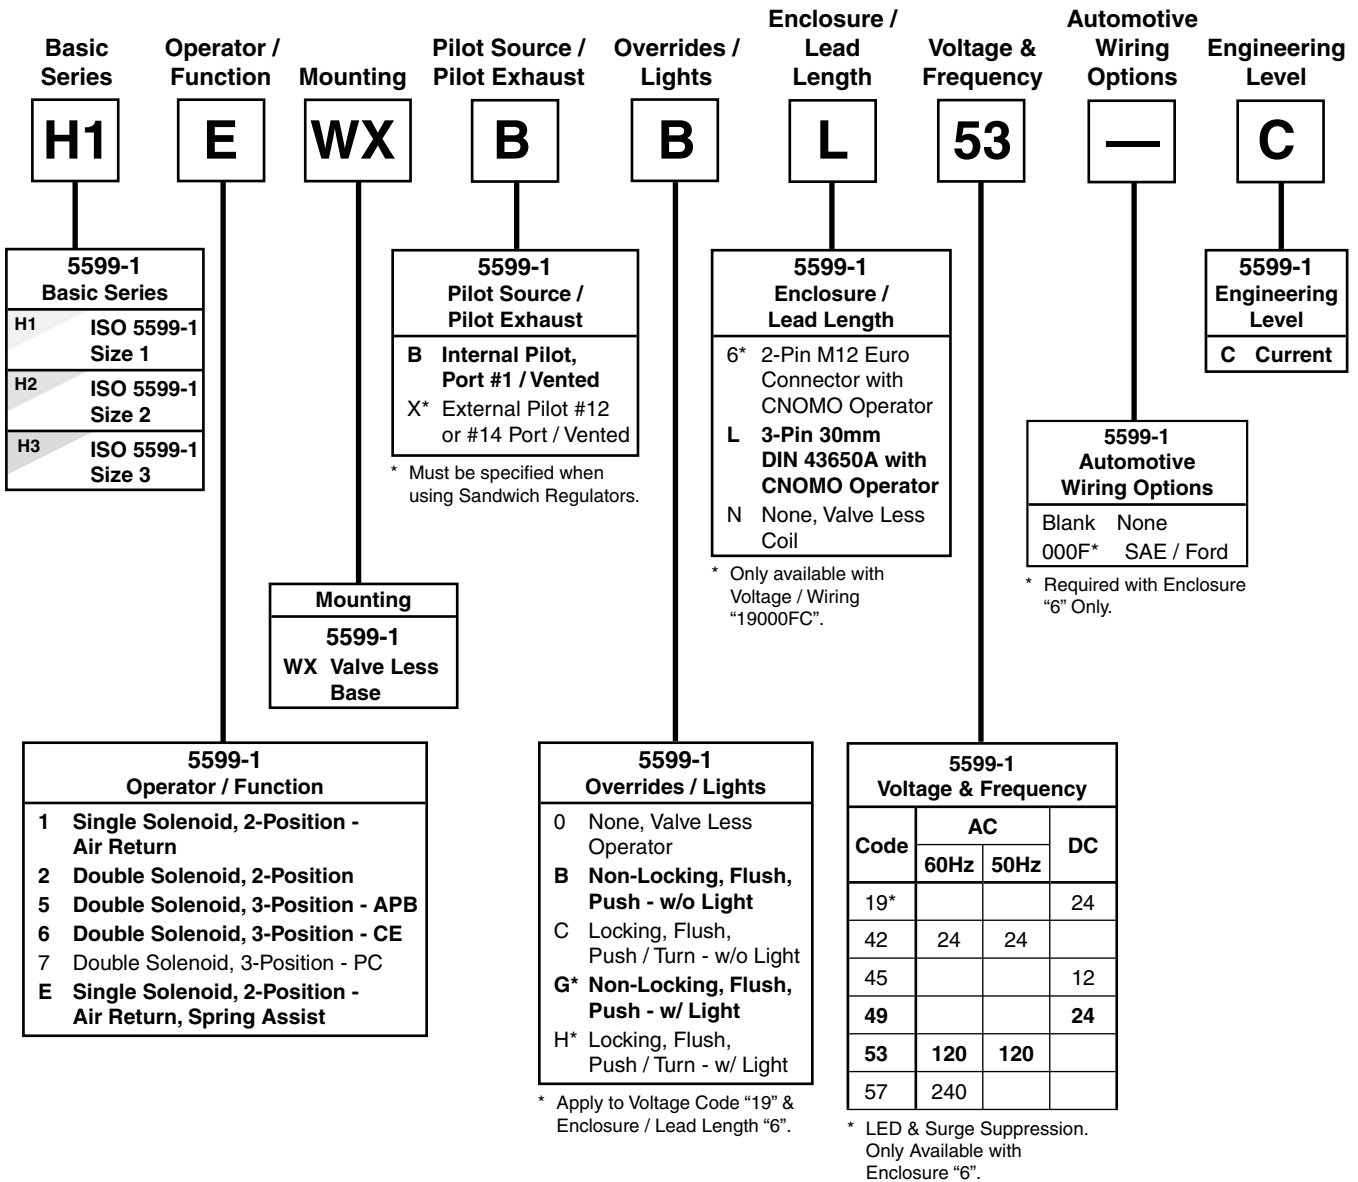 Basic
Series
Operator /
Function
Mounting
Pilot Source /
Pilot Exhaust
Overrides /
Lights
Enclosure /
Lead
Length
Voltage &
Frequency
Automotive
Wiring
Options
Engineering
Level
H1
E
WX
B
B
L
53
—
C
5599-1
Basic Series
H1 ISO 5599-1
Size 1
H2 ISO 5599-1
Size 2
H3 ISO 5599-1
Size 3
5599-1
Pilot Source /
Pilot Exhaust
B Internal Pilot,
Port #1 / Vented
X* External Pilot #12
or #14 Port / Vented
* Must be specified when
using Sandwich Regulators.
5599-1
Enclosure /
Lead Length
6* 2-Pin M12 Euro
Connector with
CNOMO Operator
L 3-Pin 30mm
DIN 43650A with
CNOMO Operator
N None, Valve Less
Coil
* Only available with
Voltage / Wiring
“19000FC”.
5599-1
Engineering
Level
C Current
5599-1
Automotive
Wiring Options
Blank None
000F* SAE / Ford
* Required with Enclosure
“6” Only.
Mounting
5599-1
WX Valve Less
Base
5599-1
Operator / Function
1 Single Solenoid, 2-Position -
Air Return
2 Double Solenoid, 2-Position
5 Double Solenoid, 3-Position - APB
6 Double Solenoid, 3-Position - CE
7 Double Solenoid, 3-Position - PC
E Single Solenoid, 2-Position -
Air Return, Spring Assist
5599-1
Overrides / Lights
0 None, Valve Less
Operator
B Non-Locking, Flush,
Push - w/o Light
C Locking, Flush,
Push / Turn - w/o Light
G* Non-Locking, Flush,
Push - w/ Light
H* Locking, Flush,
Push / Turn - w/ Light
* Apply to Voltage Code “19” &
Enclosure / Lead Length “6”.
5599-1
Voltage & Frequency
Code AC DC
60Hz 50Hz
19* 24
42 24 24
45 12
49 24
53 120 120
57 240
* LED & Surge Suppression.
Only Available with
Enclosure “6”.